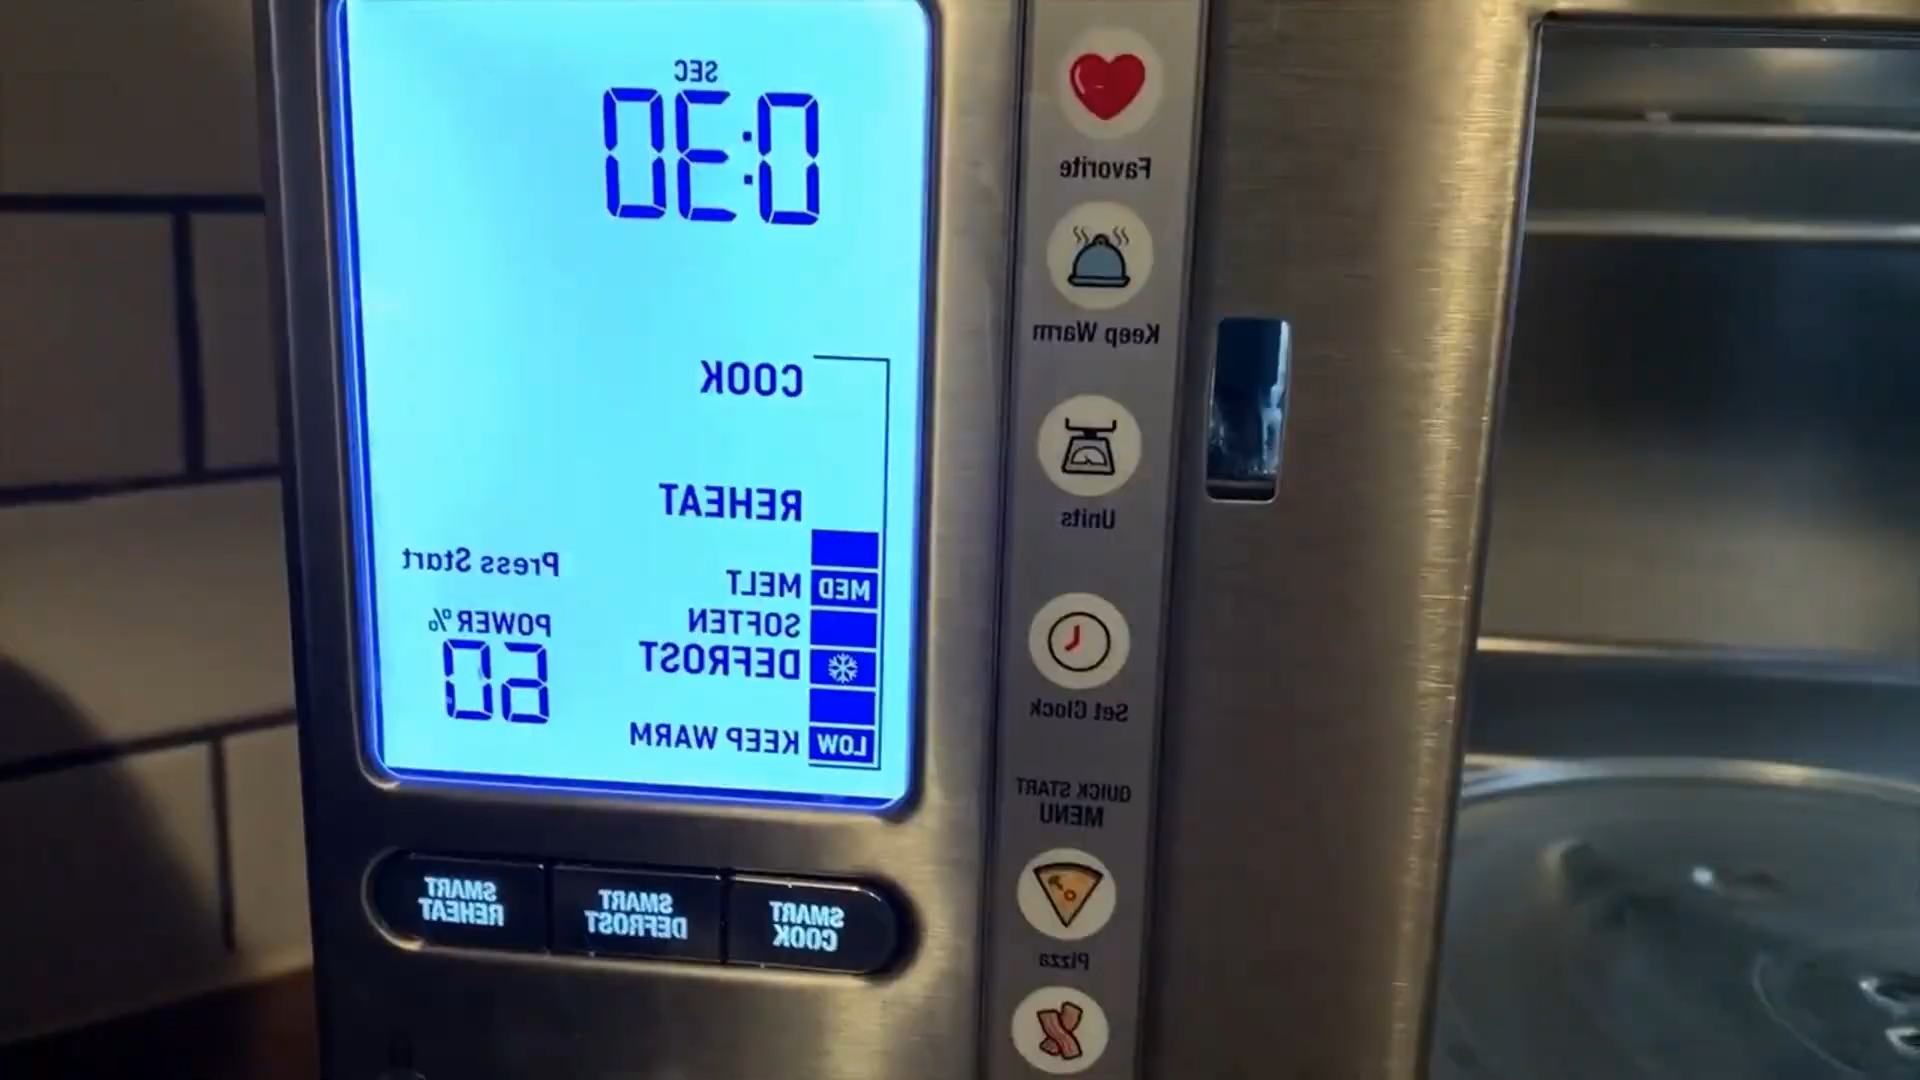 SEC
0:30
COOK
REHEAT
MED MELT
SOFTEN
DEFROST
LOW KEEP WARM
Press Start
POWER%
60
SMART COOK
SMART DEFROST
SMART REHEAT
Favorite
Keep Warm
Units
Set Clock
QUICK START
MENU
Pizza